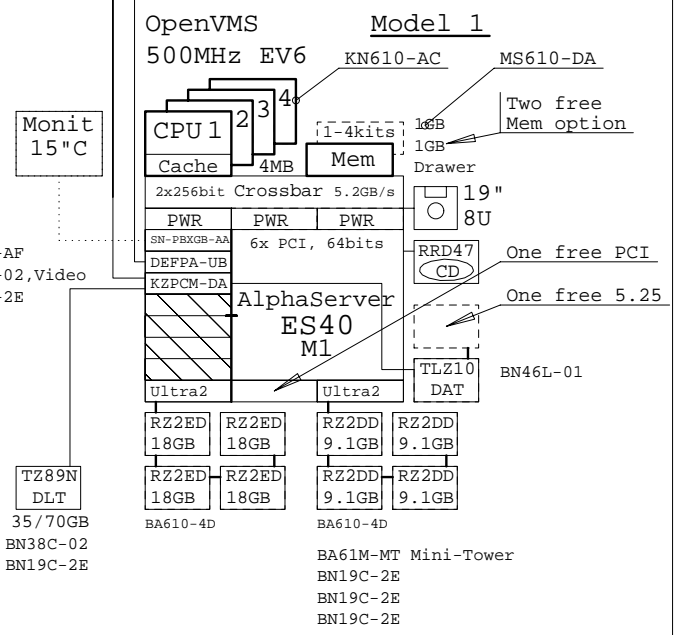 OpenVMS
Model 1
500MHz EV6
KN610-AC
MS610-DA
4
3
2
CPU 1
Monit
15"C
1-4kits
1GB
Two free
Mem option
1GB
Cache
4MB
Mem
Drawer
2x256bit Crossbar 5.2GB/s
19"
8U
PWR
PWR
PWR
SN-PBXGB-AA
6x PCI, 64bits
-AF
DEFPA-UB
RRD47
CD
One free PCI
-02,Video
KZPCM-DA
-2E
AlphaServer
ES40
M1
One free 5.25
TLZ10
DAT
BN46L-01
Ultra2
Ultra2
RZ2ED
18GB
RZ2ED
18GB
RZ2DD
9.1GB
RZ2DD
9.1GB
RZ2ED
18GB
RZ2ED
18GB
RZ2DD
9.1GB
RZ2DD
9.1GB
TZ89N
DLT
35/70GB
BN38C-02
BN19C-2E
BA610-4D
BA610-4D
BA61M-MT Mini-Tower
BN19C-2E
BN19C-2E
BN19C-2E